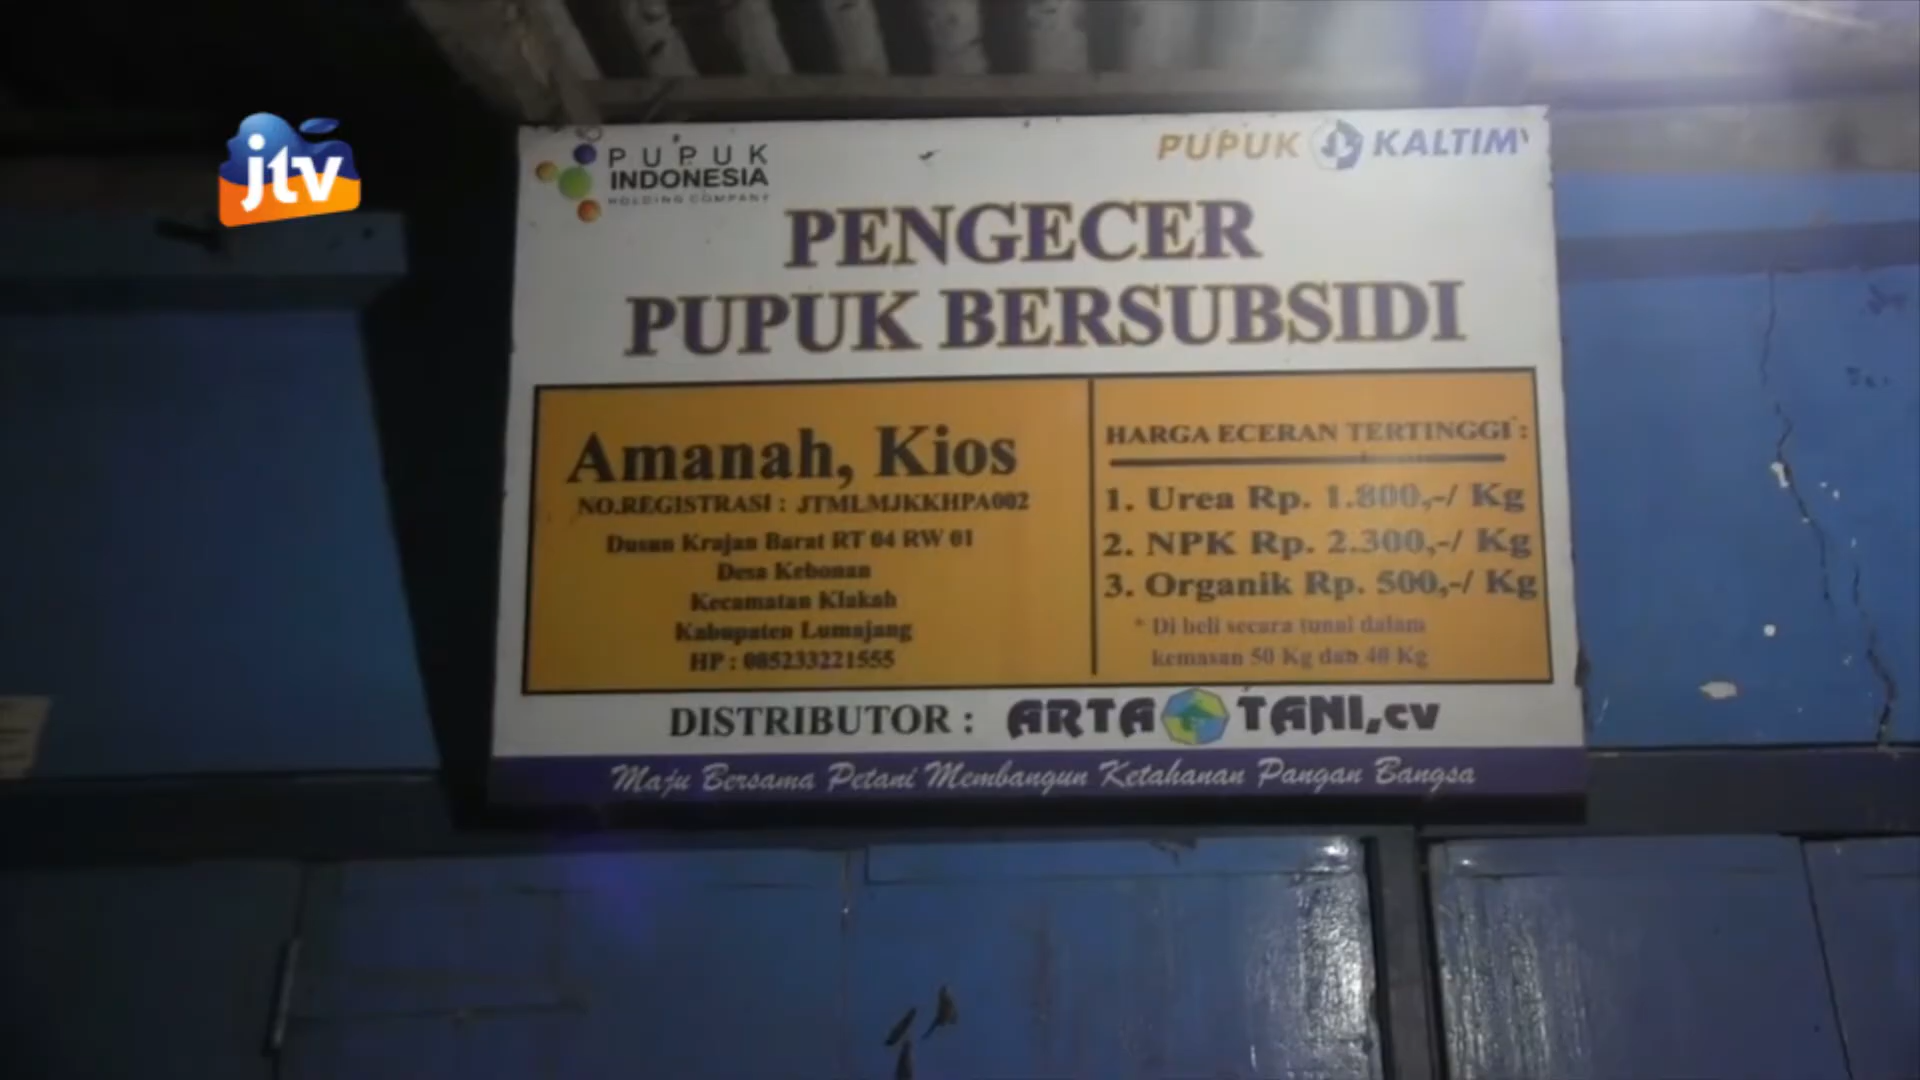 jtv
PUPUK
INDONESIA
HOLDING COMPANY
PUPUK KALTIM
PENGECER
PUPUK BERSUBSIDI
Amanah, Kios
NO.REGISTRASI : JTMLMJKKHPA002
Dusun Krajan Barat RT 04 RW 01
Desa Kebonan
Kecamatan Klakah
Kabupaten Lumajang
HP : 085233221555
HARGA ECERAN TERTINGGI :
1. Urea Rp. 1.800,-/ Kg
2. NPK Rp. 2.300,-/ Kg
3. Organik Rp. 500,-/ Kg
* Di beli secara tunai dalam
kemasan 50 Kg dan 40 Kg
DISTRIBUTOR : ARTA TANI,CV
Maju Bersama Petani Membangun Ketahanan Pangan Bangsa